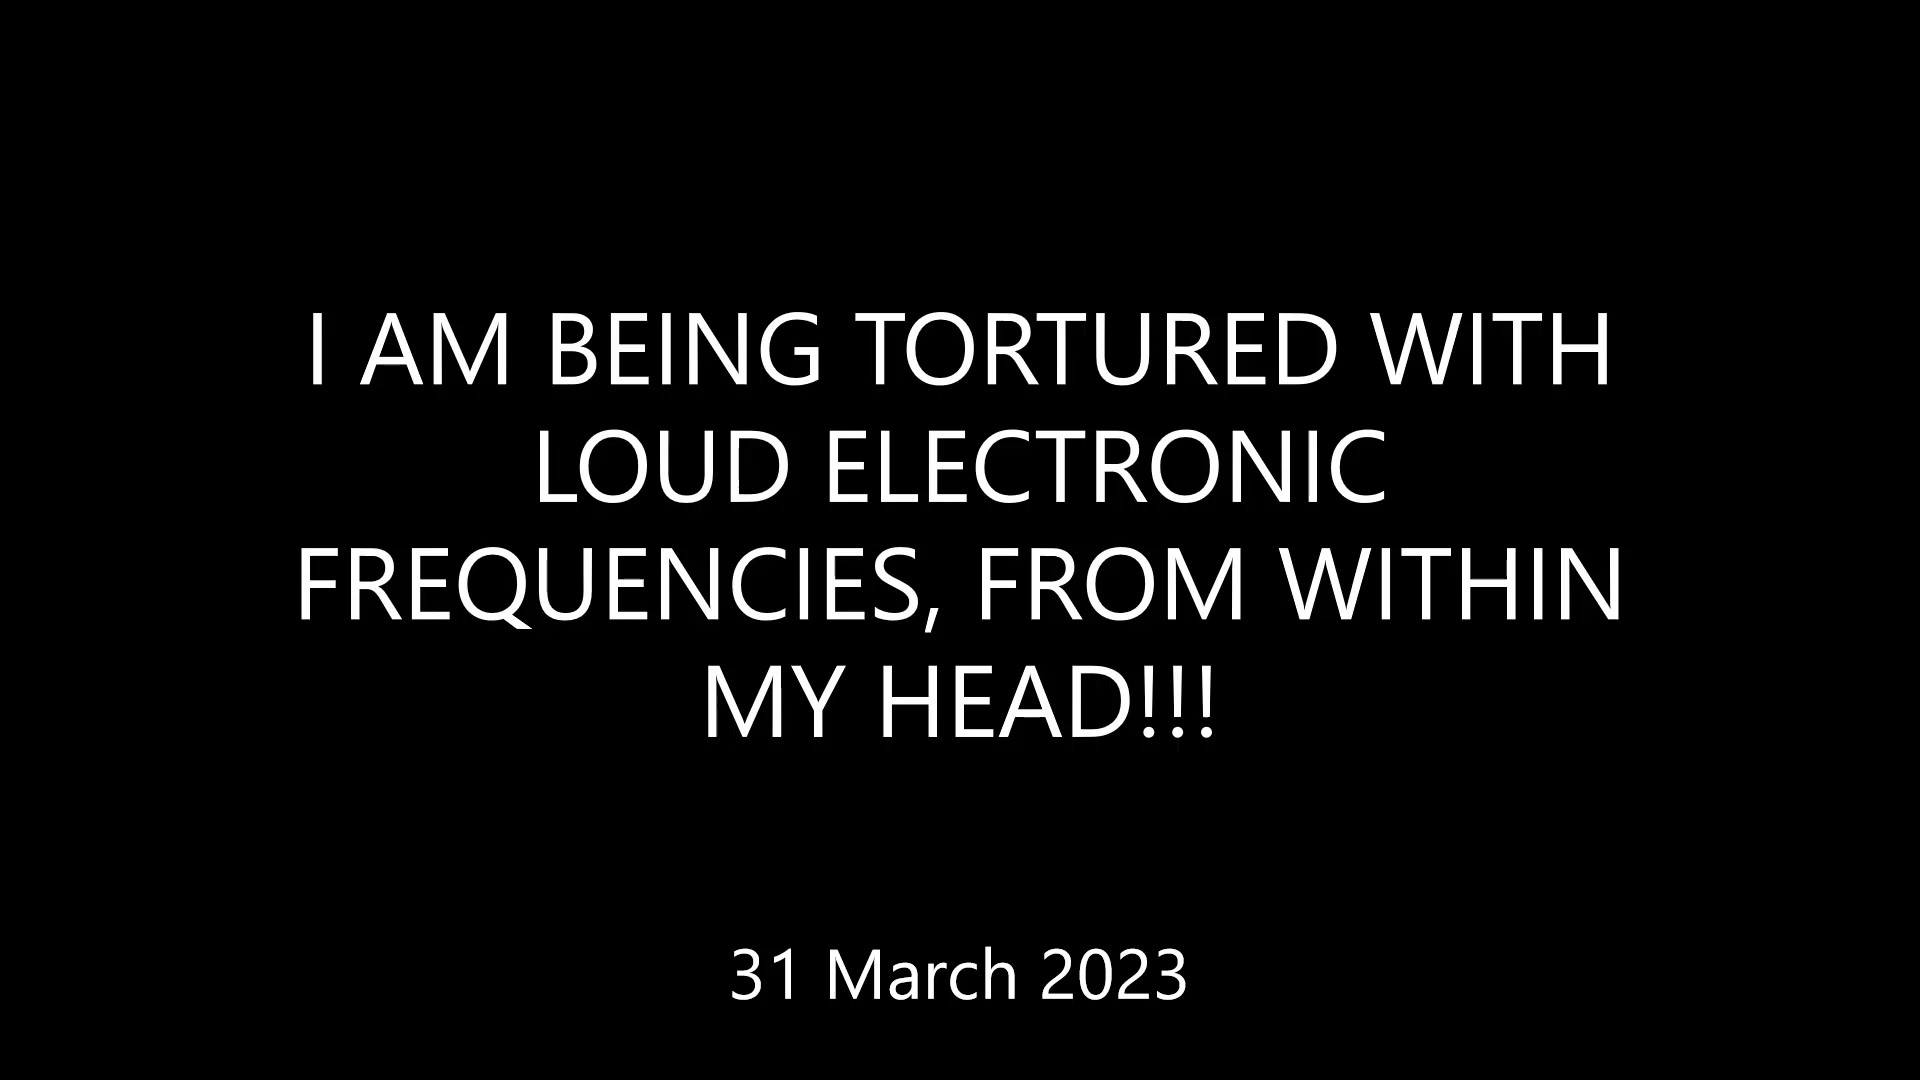 I AM BEING TORTURED WITH
LOUD ELECTRONIC
FREQUENCIES, FROM WITHIN
MY HEAD!!!
31 March 2023